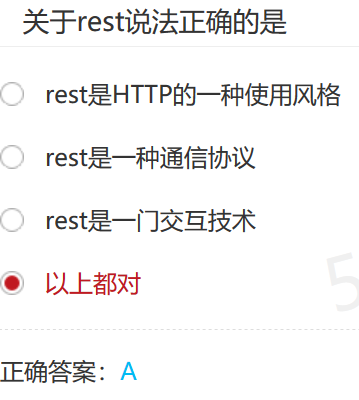 关于rest说法正确的是
rest是HTTP的一种使用风格
rest是一种通信协议
rest是一门交互技术
以上都对
5
正确答案：A